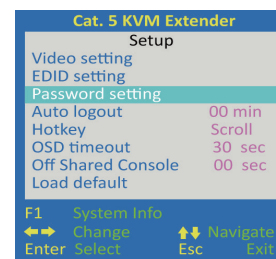 Cat. 5 KVM Extender
Setup
Video setting
EDID setting
Password setting
Auto logout 00 min
Hotkey Scroll
OSD timeout 30 sec
Off Shared Console 00 sec
Load default
F1 System Info
Change Navigate
Enter Select Esc Exit